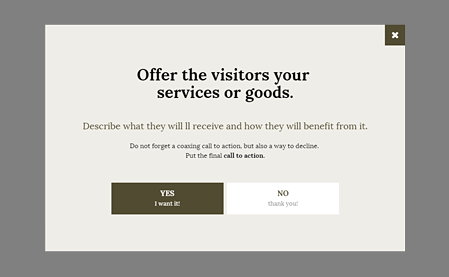 Offer the visitors your
services or goods.
Describe what they will ll receive and how they will benefit from it.
Do not forget a coaxing call to action, but also a way to decline.
Put the final call to action.
YES
I want it!
NO
thank you!